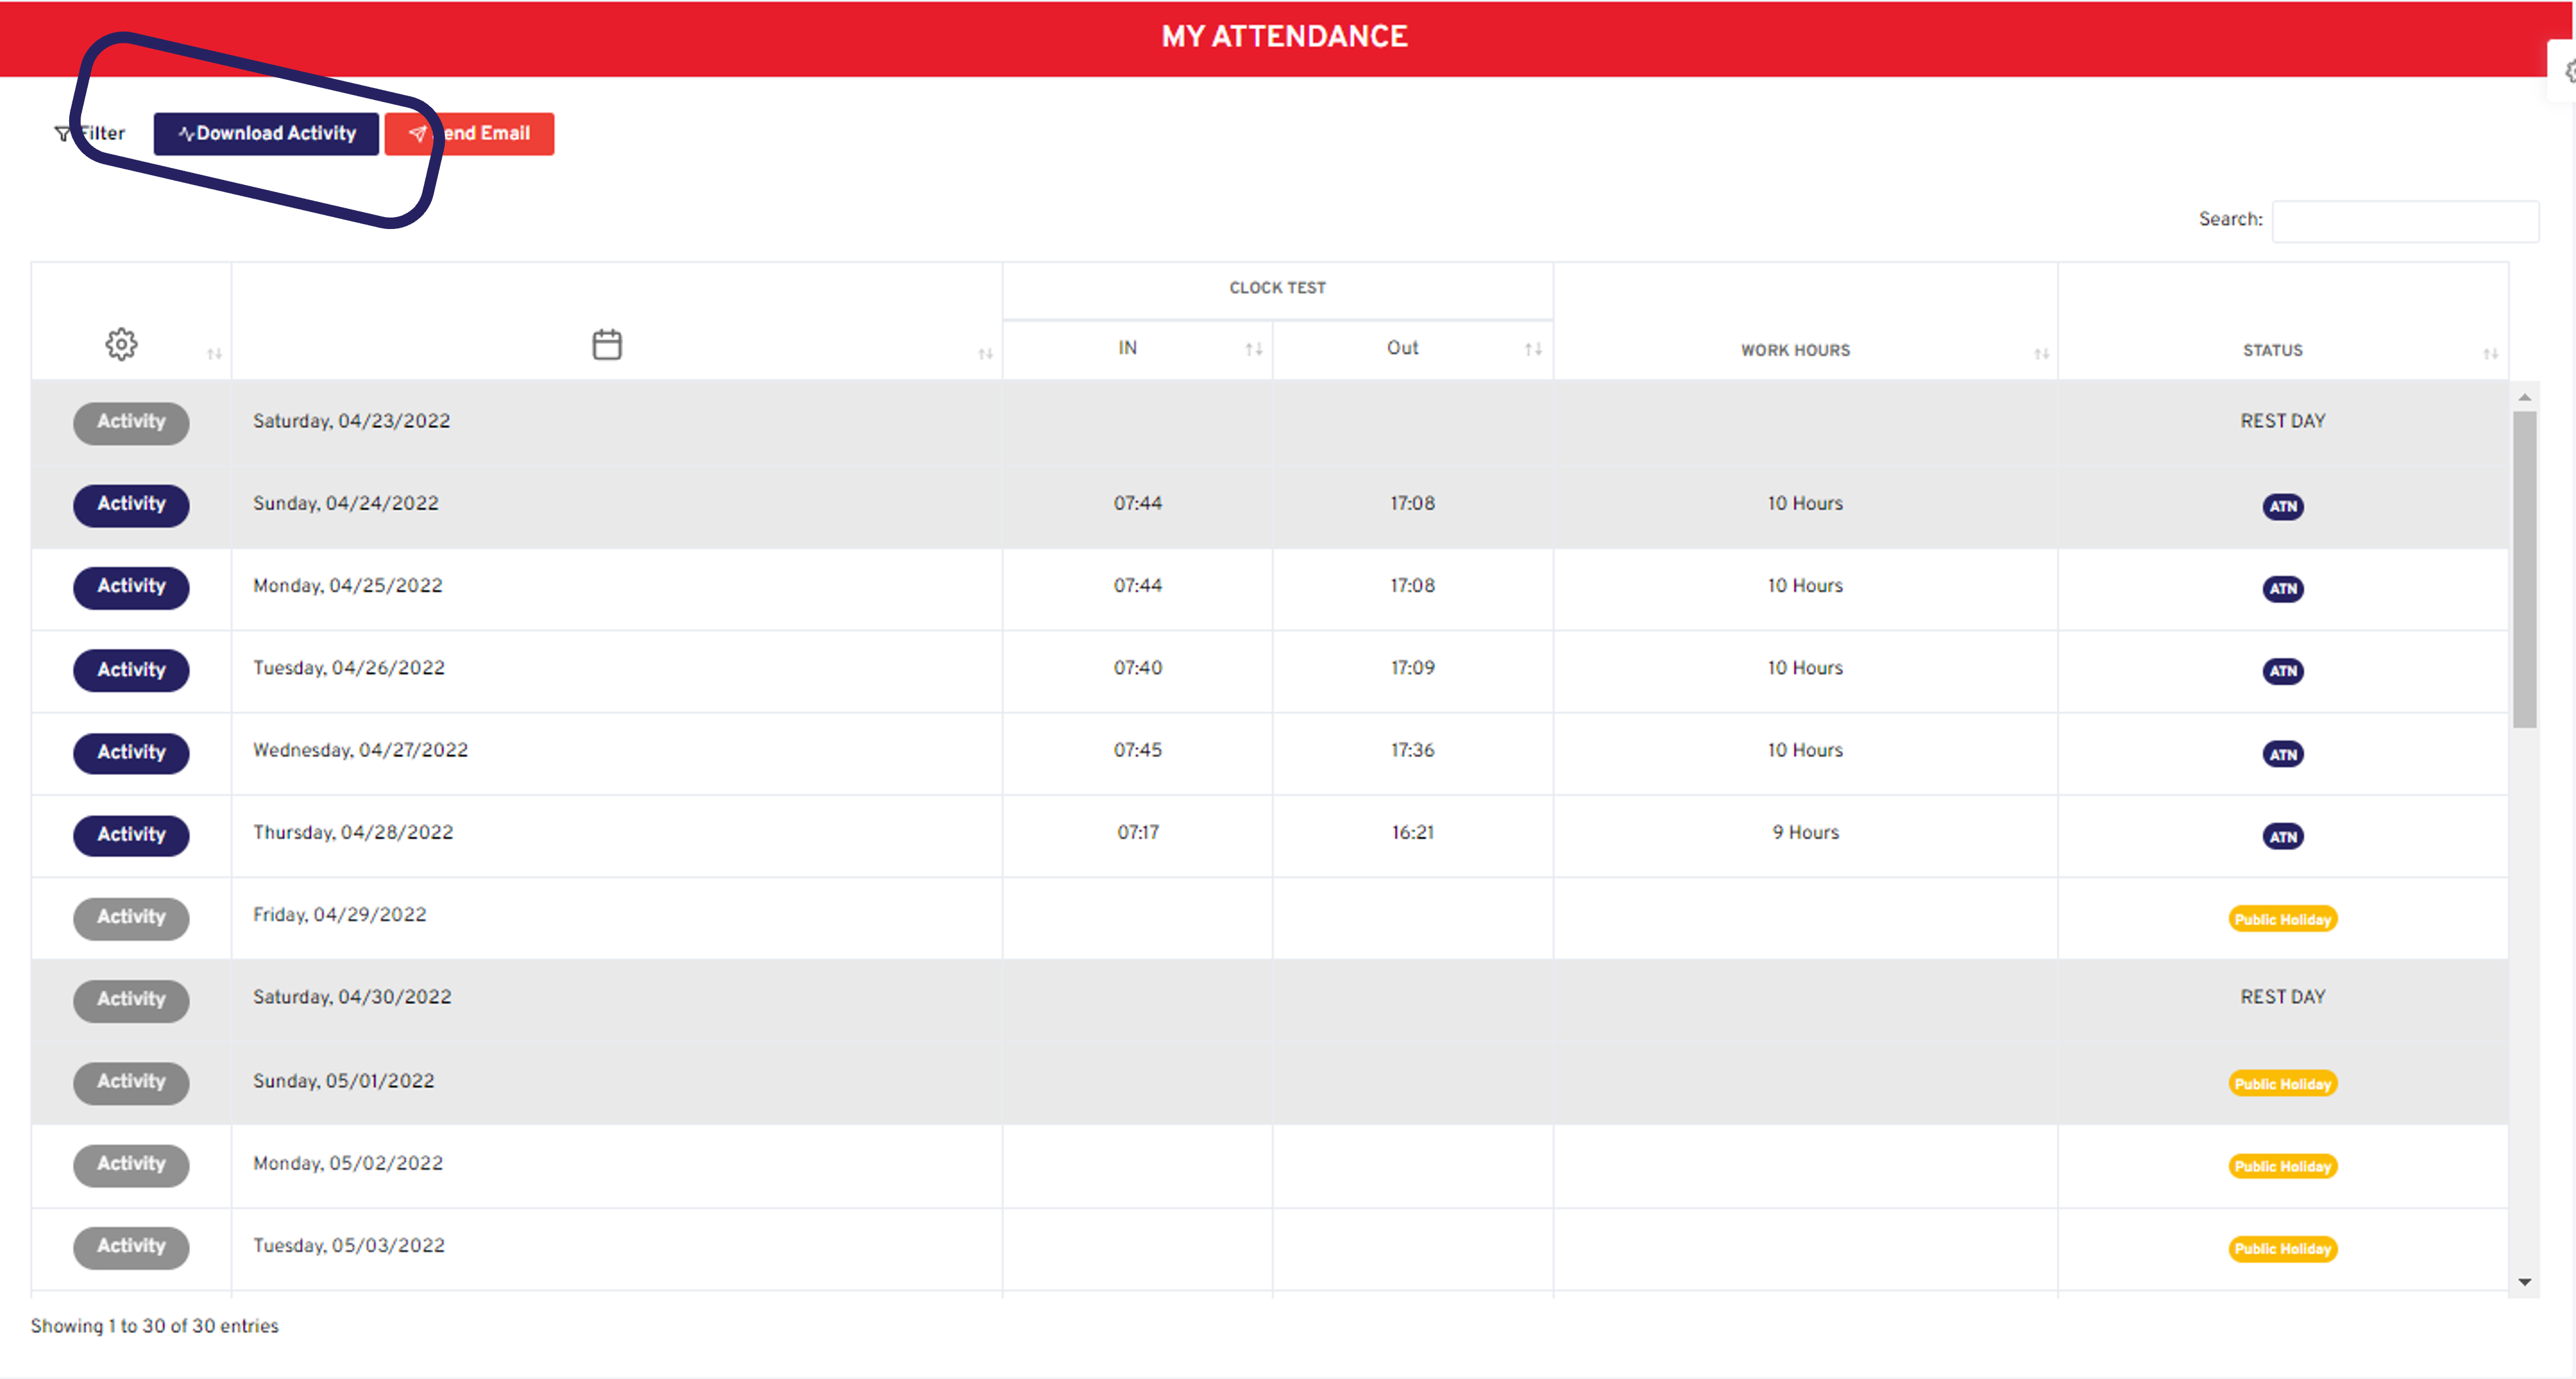 MY ATTENDANCE
Filter Download Activity Send Email
Search:
CLOCK TEST
IN Out WORK HOURS STATUS
Activity Saturday, 04/23/2022 REST DAY
Activity Sunday, 04/24/2022 07:44 17:08 10 Hours ATN
Activity Monday, 04/25/2022 07:44 17:08 10 Hours ATN
Activity Tuesday, 04/26/2022 07:40 17:09 10 Hours ATN
Activity Wednesday, 04/27/2022 07:45 17:36 10 Hours ATN
Activity Thursday, 04/28/2022 07:17 16:21 9 Hours ATN
Activity Friday, 04/29/2022 Public Holiday
Activity Saturday, 04/30/2022 REST DAY
Activity Sunday, 05/01/2022 Public Holiday
Activity Monday, 05/02/2022 Public Holiday
Activity Tuesday, 05/03/2022 Public Holiday
Showing 1 to 30 of 30 entries